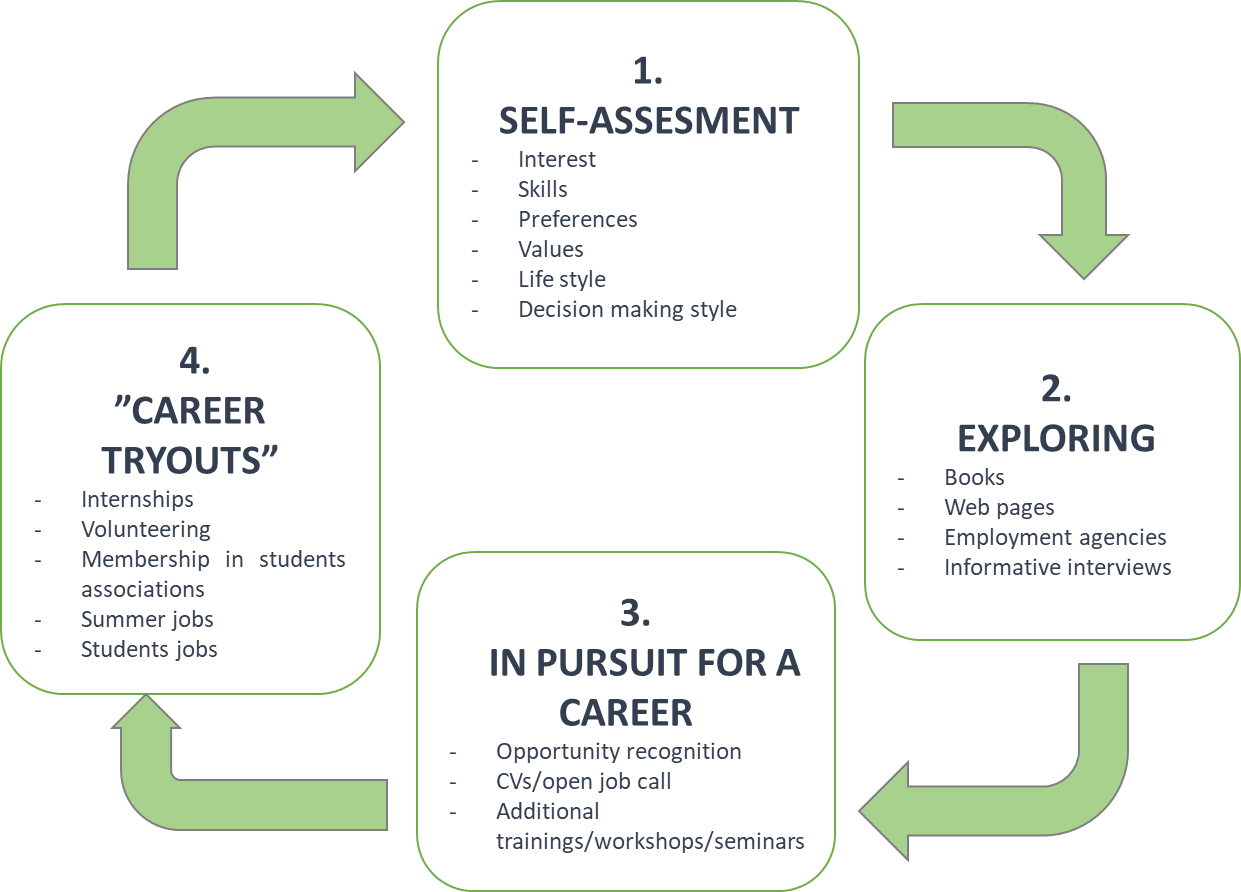 1.
SELF-ASSESMENT
- Interest
- Skills
- Preferences
- Values
- Life style
- Decision making style
2.
EXPLORING
- Books
- Web pages
- Employment agencies
- Informative interviews
3.
IN PURSUIT FOR A
CAREER
- Opportunity recognition
- CVs/open job call
- Additional
trainings/workshops/seminars
4.
”CAREER
TRYOUTS”
- Internships
- Volunteering
- Membership in students
associations
- Summer jobs
- Students jobs